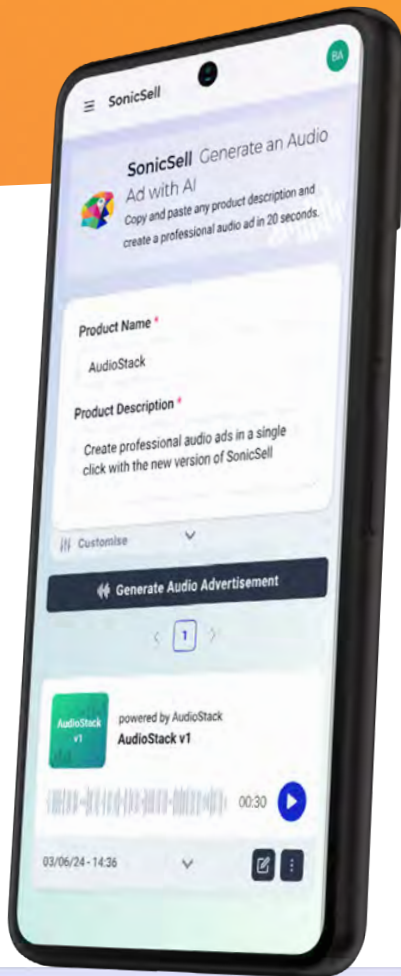 SonicSell
BA
SonicSell Generate an Audio
Ad with AI
Copy and paste any product description and
create a professional audio ad in 20 seconds.
Product Name *
AudioStack
Product Description *
Create professional audio ads in a single
click with the new version of SonicSell
Customise
Generate Audio Advertisement
1
AudioStack
v1
powered by AudioStack
AudioStack v1
00:30
03/06/24 - 14:36